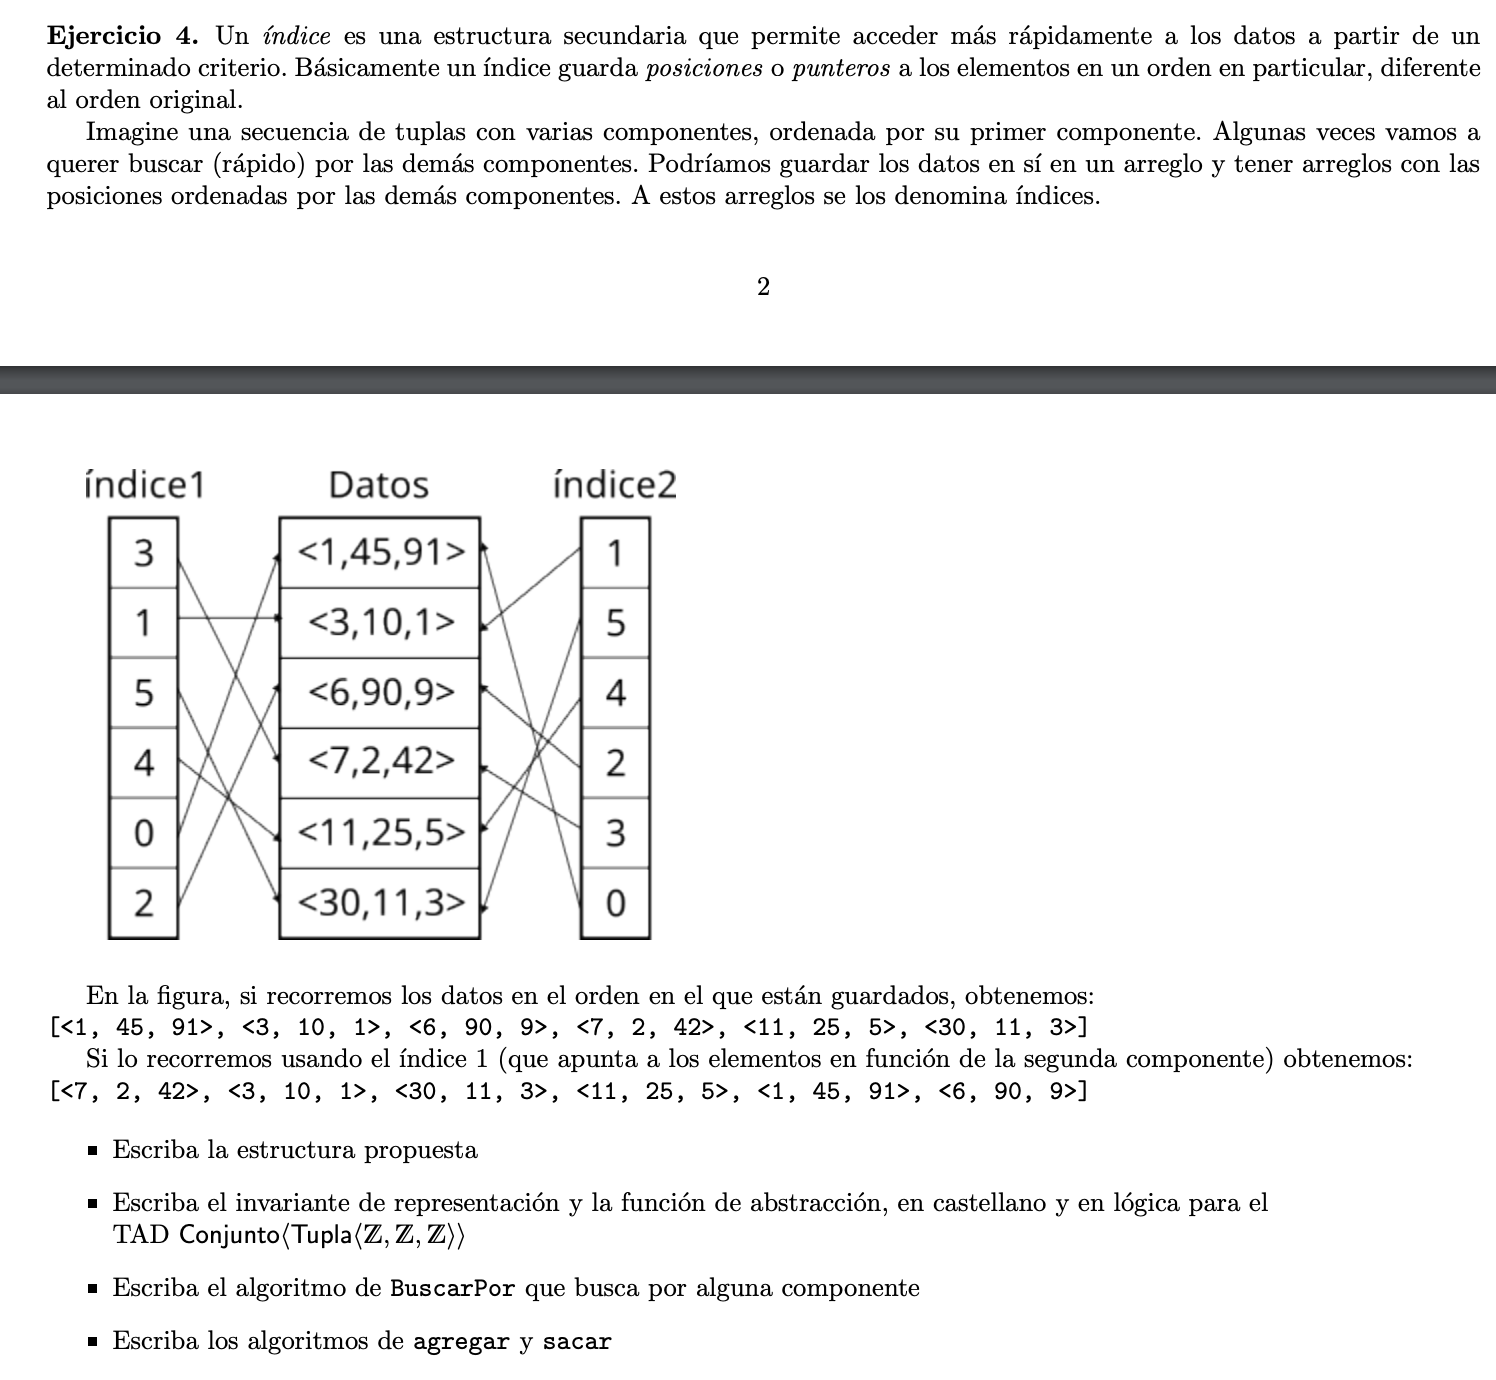 Ejercicio 4. Un índice es una estructura secundaria que permite acceder más rápidamente a los datos a partir de un
determinado criterio. Básicamente un índice guarda posiciones o punteros a los elementos en un orden en particular, diferente
al orden original.
Imagine una secuencia de tuplas con varias componentes, ordenada por su primer componente. Algunas veces vamos a
querer buscar (rápido) por las demás componentes. Podríamos guardar los datos en sí en un arreglo y tener arreglos con las
posiciones ordenadas por las demás componentes. A estos arreglos se los denomina índices.
2
índice1 Datos índice2
3 <1,45,91> 1
1 <3,10,1> 5
5 <6,90,9> 4
4 <7,2,42> 2
0 <11,25,5> 3
2 <30,11,3> 0
En la figura, si recorremos los datos en el orden en el que están guardados, obtenemos:
[<1, 45, 91>, <3, 10, 1>, <6, 90, 9>, <7, 2, 42>, <11, 25, 5>, <30, 11, 3>]
Si lo recorremos usando el índice 1 (que apunta a los elementos en función de la segunda componente) obtenemos:
[<7, 2, 42>, <3, 10, 1>, <30, 11, 3>, <11, 25, 5>, <1, 45, 91>, <6, 90, 9>]
▪ Escriba la estructura propuesta
▪ Escriba el invariante de representación y la función de abstracción, en castellano y en lógica para el
TAD Conjunto⟨Tupla⟨ℤ, ℤ, ℤ⟩⟩
▪ Escriba el algoritmo de BuscarPor que busca por alguna componente
▪ Escriba los algoritmos de agregar y sacar